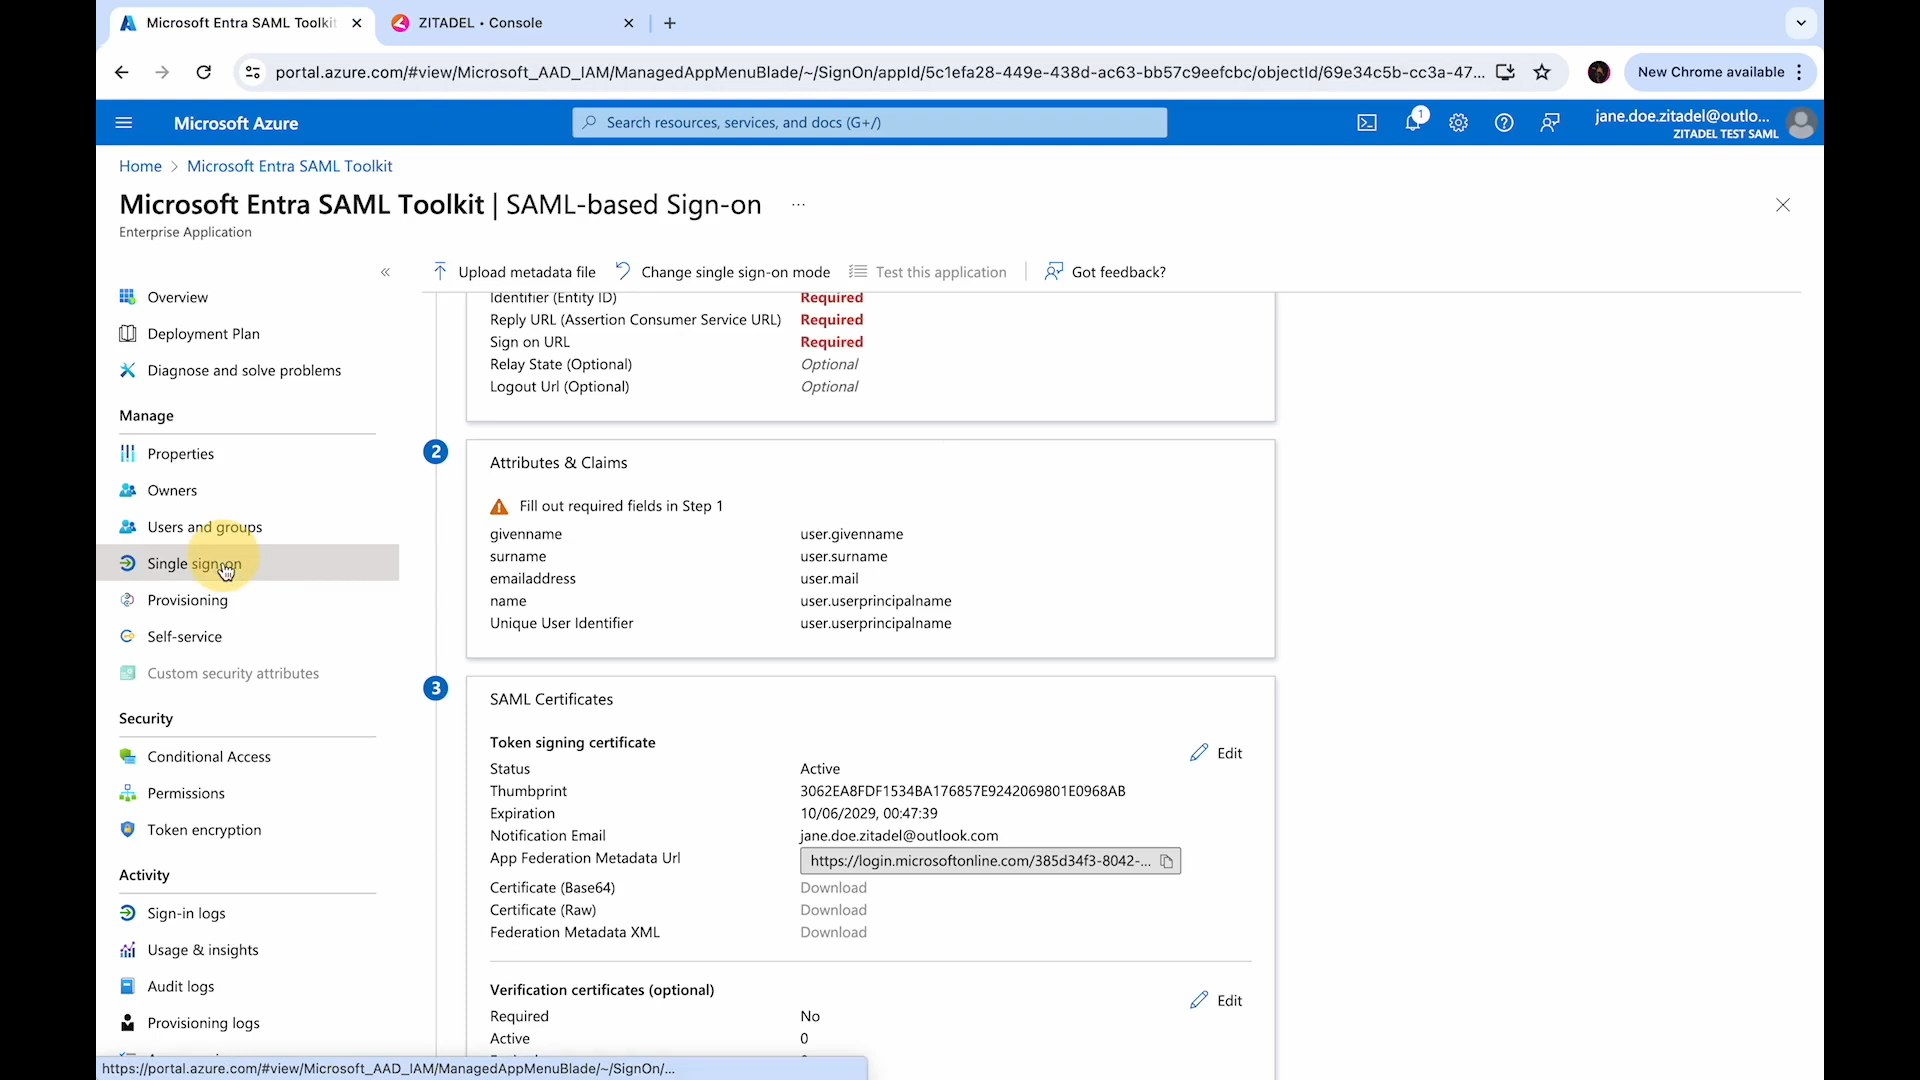 Microsoft Entra SAML Toolkit
ZITADEL • Console
portal.azure.com/#view/Microsoft_AAD_IAM/ManagedAppMenuBlade/~/SignOn/appId/5c1efa28-449e-438d-ac63-bb57c9eefcbc/objectId/69e34c5b-cc3a-47...
New Chrome available
Microsoft Azure
Search resources, services, and docs (G+/)
1
jane.doe.zitadel@outlo...
ZITADEL TEST SAML
Home > Microsoft Entra SAML Toolkit
Microsoft Entra SAML Toolkit | SAML-based Sign-on ...
Enterprise Application
Upload metadata file
Change single sign-on mode
Test this application
Got feedback?
Overview
Deployment Plan
Diagnose and solve problems
Manage
Properties
Owners
Users and groups
Single sign-on
Provisioning
Self-service
Custom security attributes
Security
Conditional Access
Permissions
Token encryption
Activity
Sign-in logs
Usage & insights
Audit logs
Provisioning logs
Identifier (Entity ID) Required
Reply URL (Assertion Consumer Service URL) Required
Sign on URL Required
Relay State (Optional) Optional
Logout Url (Optional) Optional
2
Attributes & Claims
Fill out required fields in Step 1
givenname user.givenname
surname user.surname
emailaddress user.mail
name user.userprincipalname
Unique User Identifier user.userprincipalname
3
SAML Certificates
Token signing certificate
Edit
Status Active
Thumbprint 3062EA8FDF1534BA176857E9242069801E0968AB
Expiration 10/06/2029, 00:47:39
Notification Email jane.doe.zitadel@outlook.com
App Federation Metadata Url https://login.microsoftonline.com/385d34f3-8042-...
Certificate (Base64) Download
Certificate (Raw) Download
Federation Metadata XML Download
Verification certificates (optional)
Edit
Required No
Active 0
https://portal.azure.com/#view/Microsoft_AAD_IAM/ManagedAppMenuBlade/~/SignOn/...